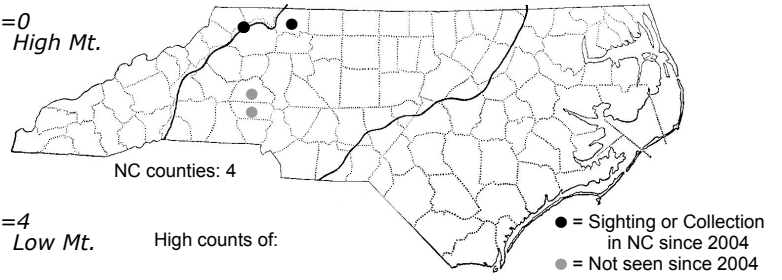 =0
High Mt.
NC counties: 4
=4
Low Mt.
High counts of:
= Sighting or Collection
in NC since 2004
= Not seen since 2004